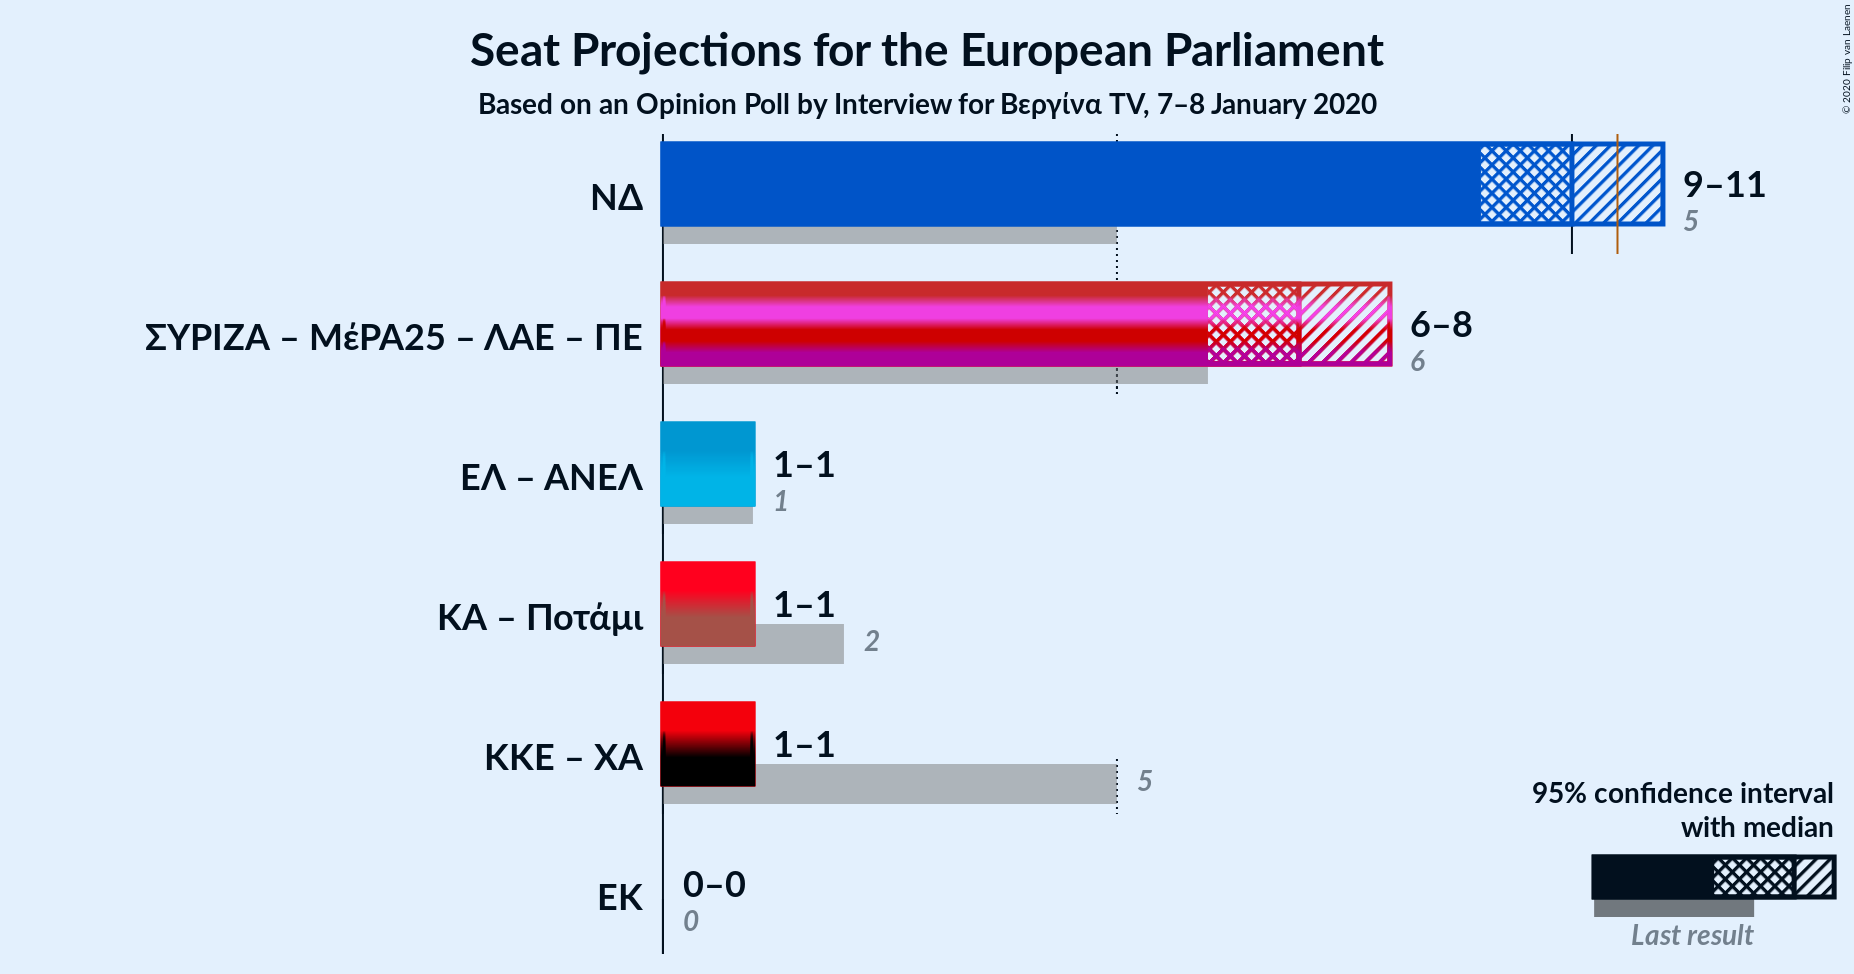 Seat Projections for the European Parliament
Based on an Opinion Poll by Interview for Βεργίνα TV, 7–8 January 2020
© 2020 Filip van Laenen
ΝΔ
9–11
5
ΣΥΡΙΖΑ – ΜέΡΑ25 – ΛΑΕ – ΠΕ
6–8
6
ΕΛ – ΑΝΕΛ
1–1
1
ΚΑ – Ποτάμι
1–1
2
ΚΚΕ – ΧΑ
1–1
5
ΕΚ
0–0
0
95% confidence interval
with median
Last result